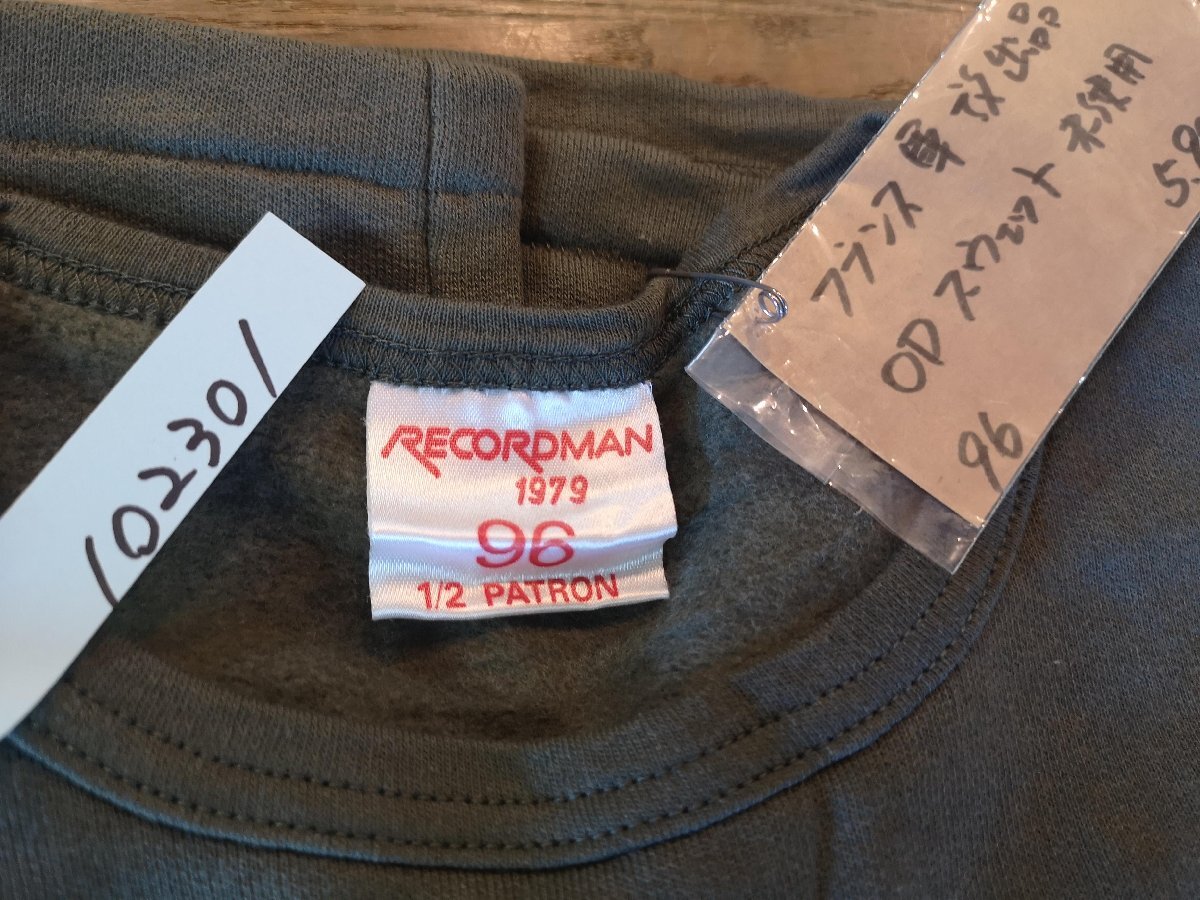 フランス軍 放出品
OD スウェット 未使用
96
102301
RECORDMAN
1979
96
1/2 PATRON